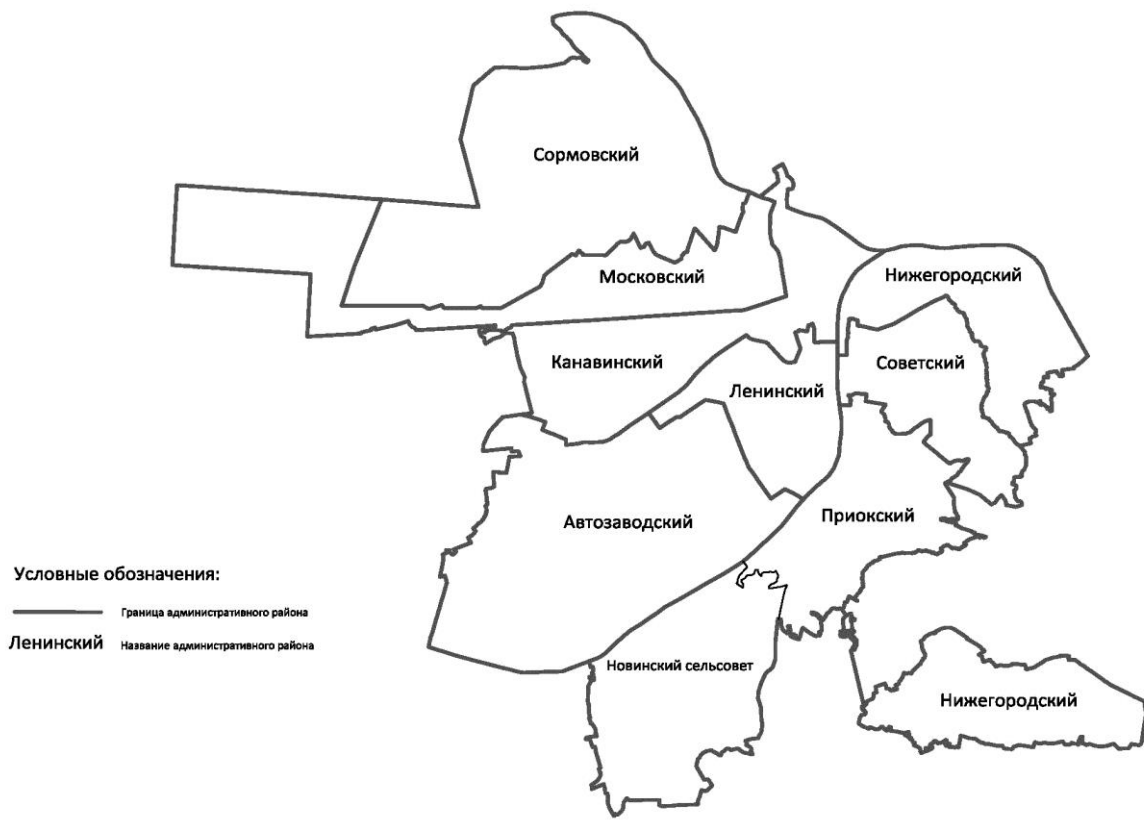 Сормовский
Московский
Нижегородский
Канавинский
Советский
Ленинский
Автозаводский
Приокский
Условные обозначения:
Граница административного района
Ленинский Название административного района
Новинский сельсовет
Нижегородский